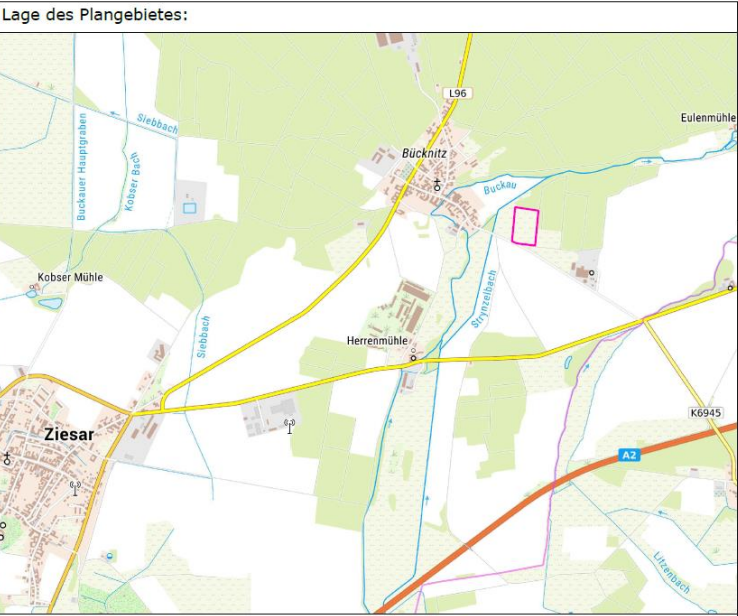 Lage des Plangebietes:
L96
Eulenmühle
Siebbach
Bücknitz
Buckauer Hauptgraben
Kobser Bach
Buckau
Kobser Mühle
Strynzelbach
Siebbach
Herrenmühle
K6945
Ziesar
A2
Litzenbach